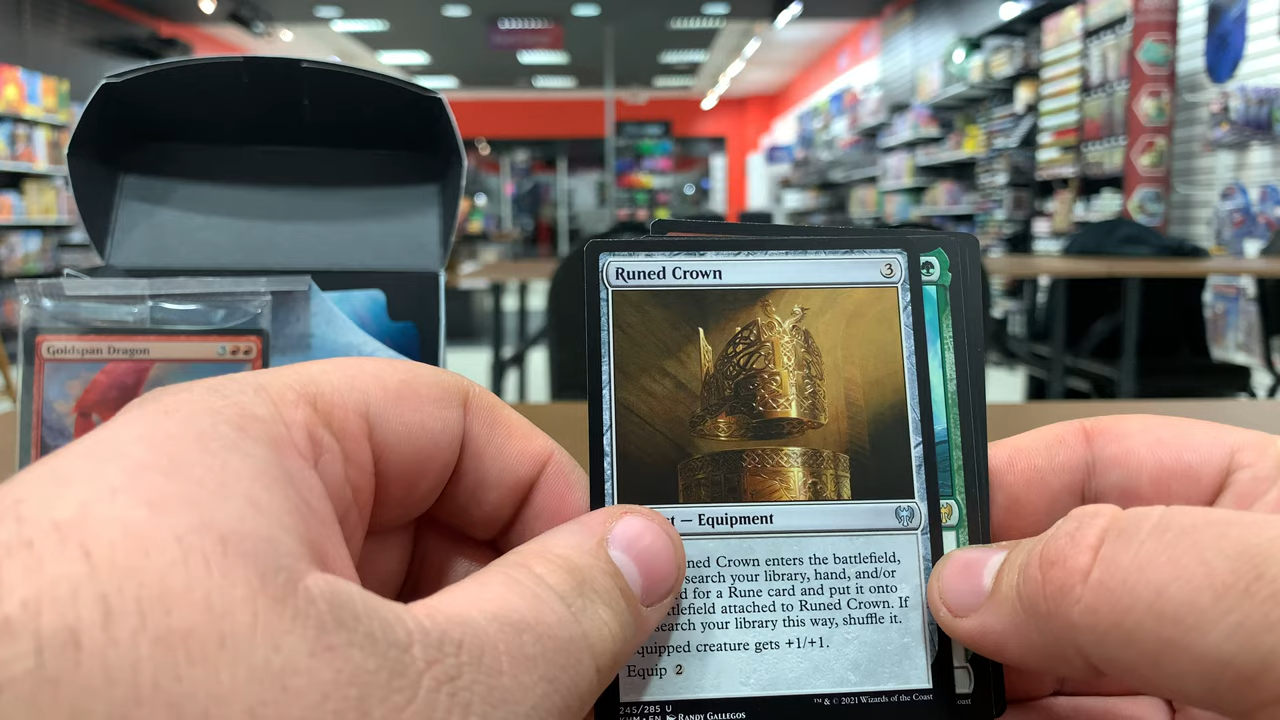 Runed Crown 3
Goldspan Dragon 3
— Equipment
ned Crown enters the battlefield,
search your library, hand, and/or
d for a Rune card and put it onto
ttlefield attached to Runed Crown. If
search your library this way, shuffle it.
quipped creature gets +1/+1.
Equip 2
245/285 U
KHM • EN RANDY GALLEGOS
™ & © 2021 Wizards of the Coast
oast